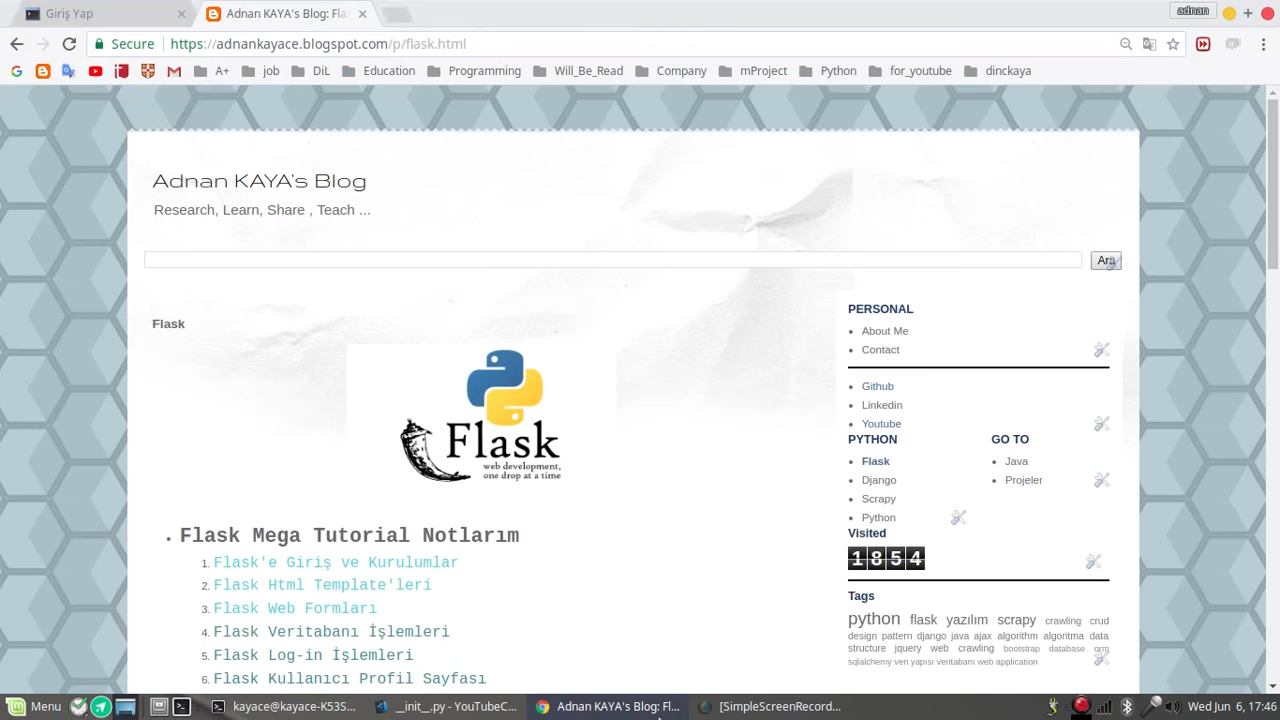 Giriş Yap
Adnan KAYA's Blog: Fla
adnan
Secure
https://adnankayace.blogspot.com/p/flask.html
A+
job
DiL
Education
Programming
Will_Be_Read
Company
mProject
Python
for_youtube
dinckaya
Adnan KAYA's Blog
Research, Learn, Share , Teach ...
Ara
Flask
Flask
web development,
one drop at a time
Flask Mega Tutorial Notlarım
1. Flask'e Giriş ve Kurulumlar
2. Flask Html Template'leri
3. Flask Web Formları
4. Flask Veritabanı İşlemleri
5. Flask Log-in İşlemleri
6. Flask Kullanıcı Profil Sayfası
PERSONAL
About Me
Contact
Github
Linkedin
Youtube
PYTHON
Flask
Django
Scrapy
Python
GO TO
Java
Projeler
Visited
1854
Tags
python flask yazılım scrapy crawling crud
design pattern django java ajax algorithm algoritma data
structure jquery web crawling bootstrap database orm
sqlalchemy veri yapısı veritabanı web application
Menu
kayace@kayace-K53S...
__init__.py - YouTubeC...
Adnan KAYA's Blog: Fl...
[SimpleScreenRecord...
Wed Jun 6, 17:46